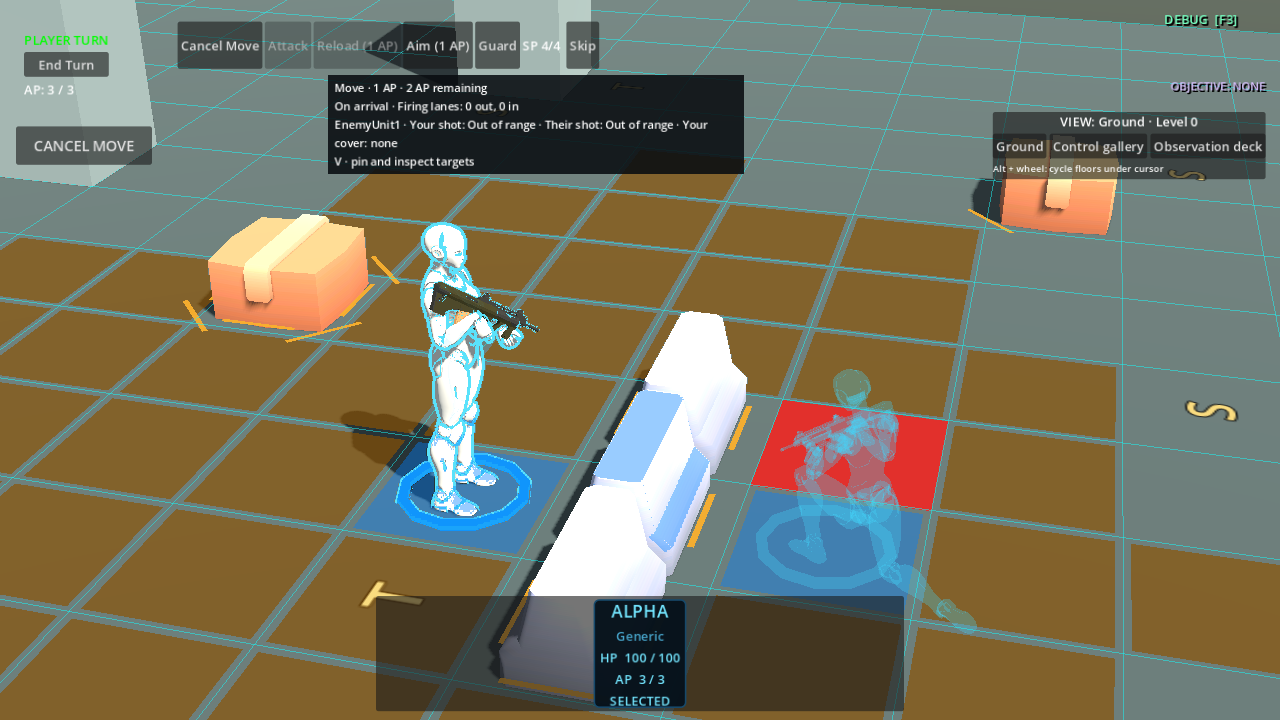 PLAYER TURN
End Turn
AP: 3 / 3
CANCEL MOVE
Cancel Move
Attack
Reload (1 AP)
Aim (1 AP)
Guard
SP 4/4
Skip
Move · 1 AP · 2 AP remaining
On arrival · Firing lanes: 0 out, 0 in
EnemyUnit1 · Your shot: Out of range · Their shot: Out of range · Your
cover: none
V · pin and inspect targets
DEBUG [F3]
OBJECTIVE: NONE
VIEW: Ground · Level 0
Ground
Control gallery
Observation deck
Alt + wheel: cycle floors under cursor
S
S
T
ALPHA
Generic
HP 100 / 100
AP 3 / 3
SELECTED